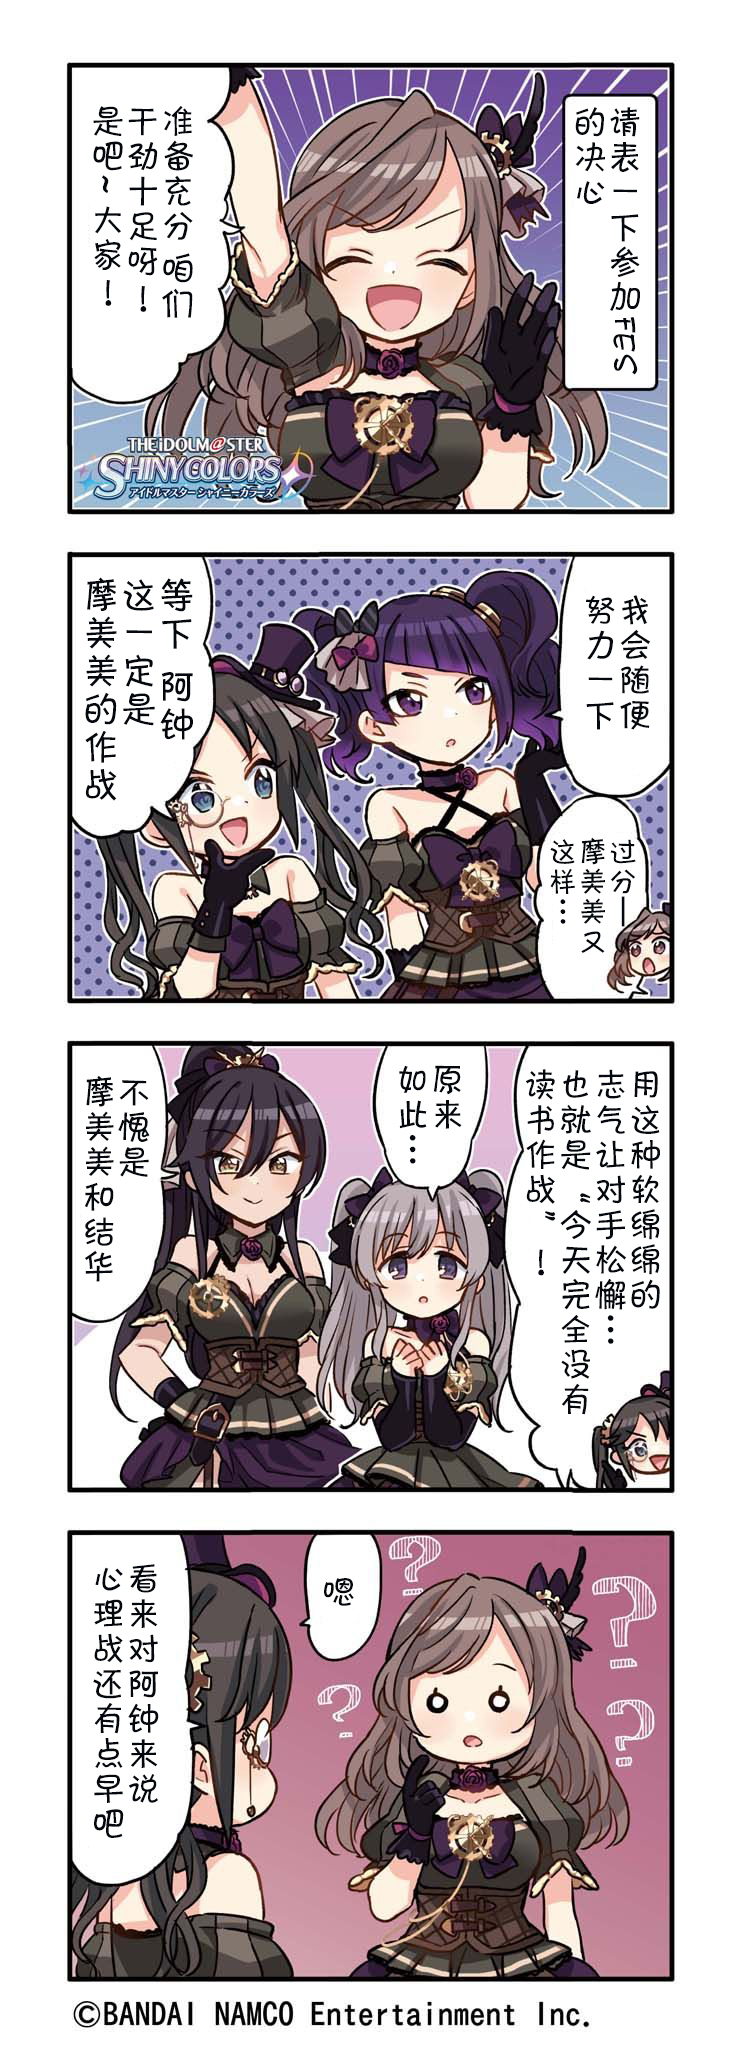 请表一下参加FES
的决心
准备充分 咱们
干劲十足呀！
是吧~大家！
THE iDOLM@STER
SHINY COLORS
アイドルマスター シャイニーカラーズ
我会随便
努力一下
等下 阿钟
这一定是
摩美美的作战
过分—
摩美美又
这样…
用这种软绵绵的
志气让对手松懈…
也就是“今天完全没有
读书作战”！
原来
如此…
不愧是
摩美美和结华
?
?
?
?
嗯
看来对阿钟来说
心理战还有点早吧
©BANDAI NAMCO Entertainment Inc.